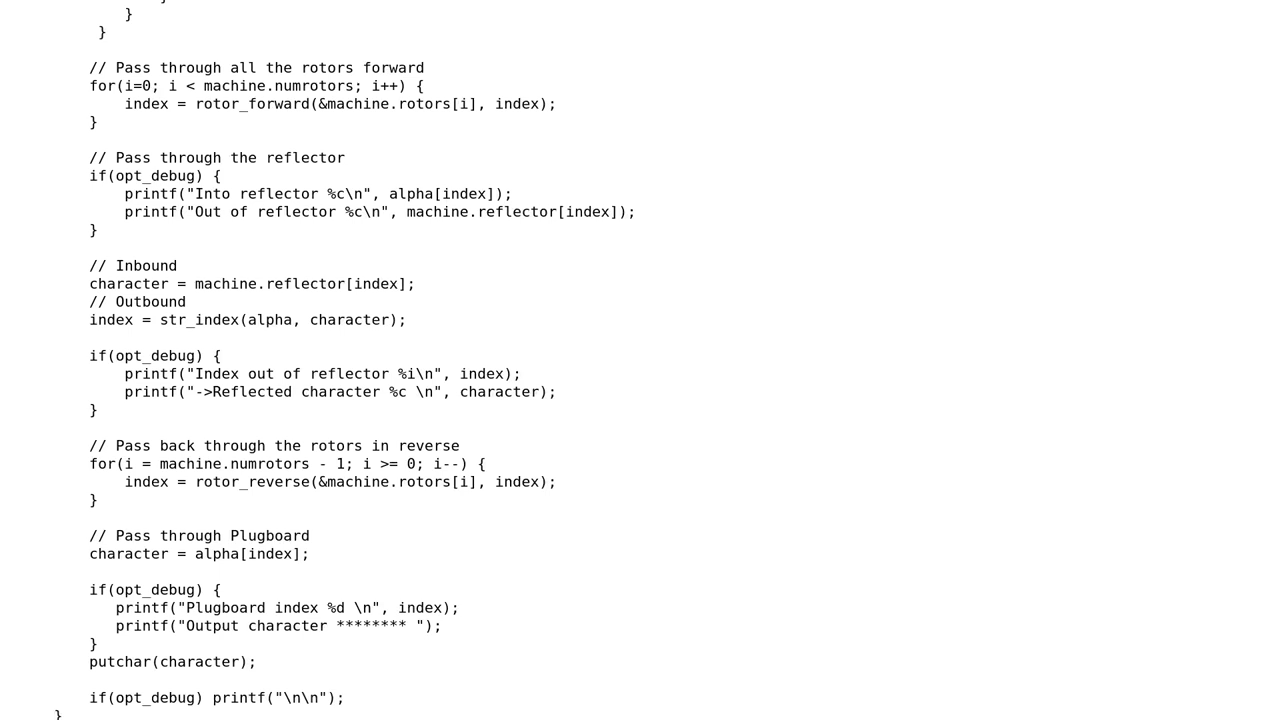 }
}
// Pass through all the rotors forward
for(i=0; i < machine.numrotors; i++) {
index = rotor_forward(&machine.rotors[i], index);
}
// Pass through the reflector
if(opt_debug) {
printf("Into reflector %c\n", alpha[index]);
printf("Out of reflector %c\n", machine.reflector[index]);
}
// Inbound
character = machine.reflector[index];
// Outbound
index = str_index(alpha, character);
if(opt_debug) {
printf("Index out of reflector %i\n", index);
printf("->Reflected character %c \n", character);
}
// Pass back through the rotors in reverse
for(i = machine.numrotors - 1; i >= 0; i--) {
index = rotor_reverse(&machine.rotors[i], index);
}
// Pass through Plugboard
character = alpha[index];
if(opt_debug) {
printf("Plugboard index %d \n", index);
printf("Output character ******** ");
}
putchar(character);
if(opt_debug) printf("\n\n");
}